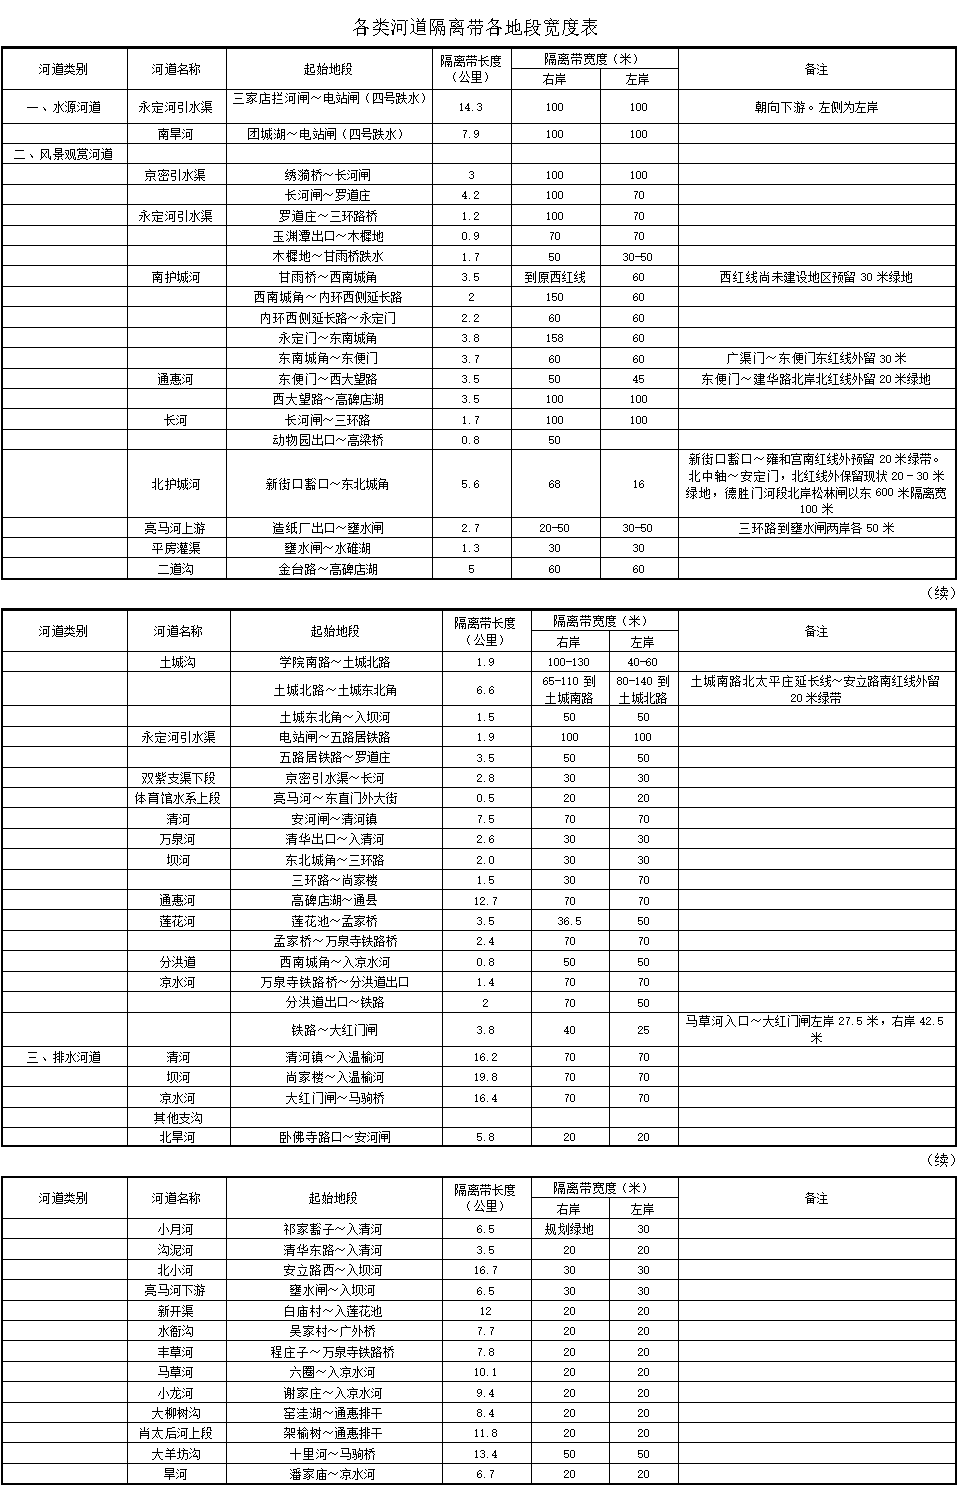 各类河道隔离带各地段宽度表
河道类别 河道名称 起始地段 隔离带长度（公里） 隔离带宽度（米） 备注
右岸 左岸
一、水源河道 永定河引水渠 三家店拦河闸～电站闸（四号跌水） 14.3 100 100 朝向下游。左侧为左岸
南旱河 团城湖～电站闸（四号跌水） 7.9 100 100
二、风景观赏河道
京密引水渠 绣漪桥～长河闸 3 100 100
长河闸～罗道庄 4.2 100 70
永定河引水渠 罗道庄～三环路桥 1.2 100 70
玉渊潭出口～木樨地 0.9 70 70
木樨地～甘雨桥跌水 1.7 50 30-50
南护城河 甘雨桥～西南城角 3.5 到原西红线 60 西红线尚未建设地区预留 30 米绿地
西南城角～内环西侧延长路 2 150 60
内环西侧延长路～永定门 2.2 60 60
永定门～东南城角 3.8 158 60
东南城角～东便门 3.7 60 60 广渠门～东便门东红线外留 30 米
通惠河 东便门～西大望路 3.5 50 45 东便门～建华路北岸北红线外留 20 米绿地
西大望路～高碑店湖 3.5 100 100
长河 长河闸～三环路 1.7 100 100
动物园出口～高梁桥 0.8 50
北护城河 新街口豁口～东北城角 5.6 68 16 新街口豁口～雍和宫南红线外预留 20 米绿带。
北中轴～安定门，北红线外保留现状 20－30 米
绿地，德胜门河段北岸松林闸以东 600 米隔离宽
100 米
亮马河上游 造纸厂出口～壅水闸 2.7 20-50 30-50 三环路到壅水闸两岸各 50 米
平房灌渠 壅水闸～水碓湖 1.3 30 30
二道沟 金台路～高碑店湖 5 60 60
（续）
河道类别 河道名称 起始地段 隔离带长度（公里） 隔离带宽度（米） 备注
右岸 左岸
土城沟 学院南路～土城北路 1.9 100-130 40-60
土城北路～土城东北角 6.6 65-110 到土城南路 80-140 到土城北路 土城南路北太平庄延长线~安立路南红线外留
20 米绿带
土城东北角～入坝河 1.5 50 50
永定河引水渠 电站闸～五路居铁路 1.9 100 100
五路居铁路～罗道庄 3.5 50 50
双紫支渠下段 京密引水渠～长河 2.8 30 30
体育馆水系上段 亮马河～东直门外大街 0.5 20 20
清河 安河闸～清河镇 7.5 70 70
万泉河 清华出口～入清河 2.6 30 30
坝河 东北城角～三环路 2.0 30 30
三环路～尚家楼 1.5 30 70
通惠河 高碑店湖～通县 12.7 70 70
莲花河 莲花池～孟家桥 3.5 36.5 50
孟家桥～万泉寺铁路桥 2.4 70 70
分洪道 西南城角～入凉水河 0.8 50 50
凉水河 万泉寺铁路桥～分洪道出口 1.4 70 70
分洪道出口～铁路 2 70 50
铁路～大红门闸 3.8 40 25 马草河入口～大红门闸左岸 27.5 米，右岸 42.5
米
三、排水河道 清河 清河镇～入温榆河 16.2 70 70
坝河 尚家楼～入温榆河 19.8 70 70
凉水河 大红门闸～马驹桥 16.4 70 70
其他支沟
北旱河 卧佛寺路口～安河闸 5.8 20 20
（续）
河道类别 河道名称 起始地段 隔离带长度（公里） 隔离带宽度（米） 备注
右岸 左岸
小月河 祁家豁子～入清河 6.5 规划绿地 30
沟泥河 清华东路～入清河 3.5 20 20
北小河 安立路西～入坝河 16.7 30 30
亮马河下游 壅水闸～入坝河 6.5 30 30
新开渠 白庙村～入莲花池 12 20 20
水衙沟 吴家村～广外桥 7.7 20 20
丰草河 程庄子～万泉寺铁路桥 7.8 20 20
马草河 六圈～入凉水河 10.1 20 20
小龙河 谢家庄～入凉水河 9.4 20 20
大柳树沟 窑洼湖～通惠排干 8.4 20 20
肖太后河上段 架榆树～通惠排干 11.8 20 20
大羊坊沟 十里河～马驹桥 13.4 50 50
旱河 潘家庙～凉水河 6.7 20 20